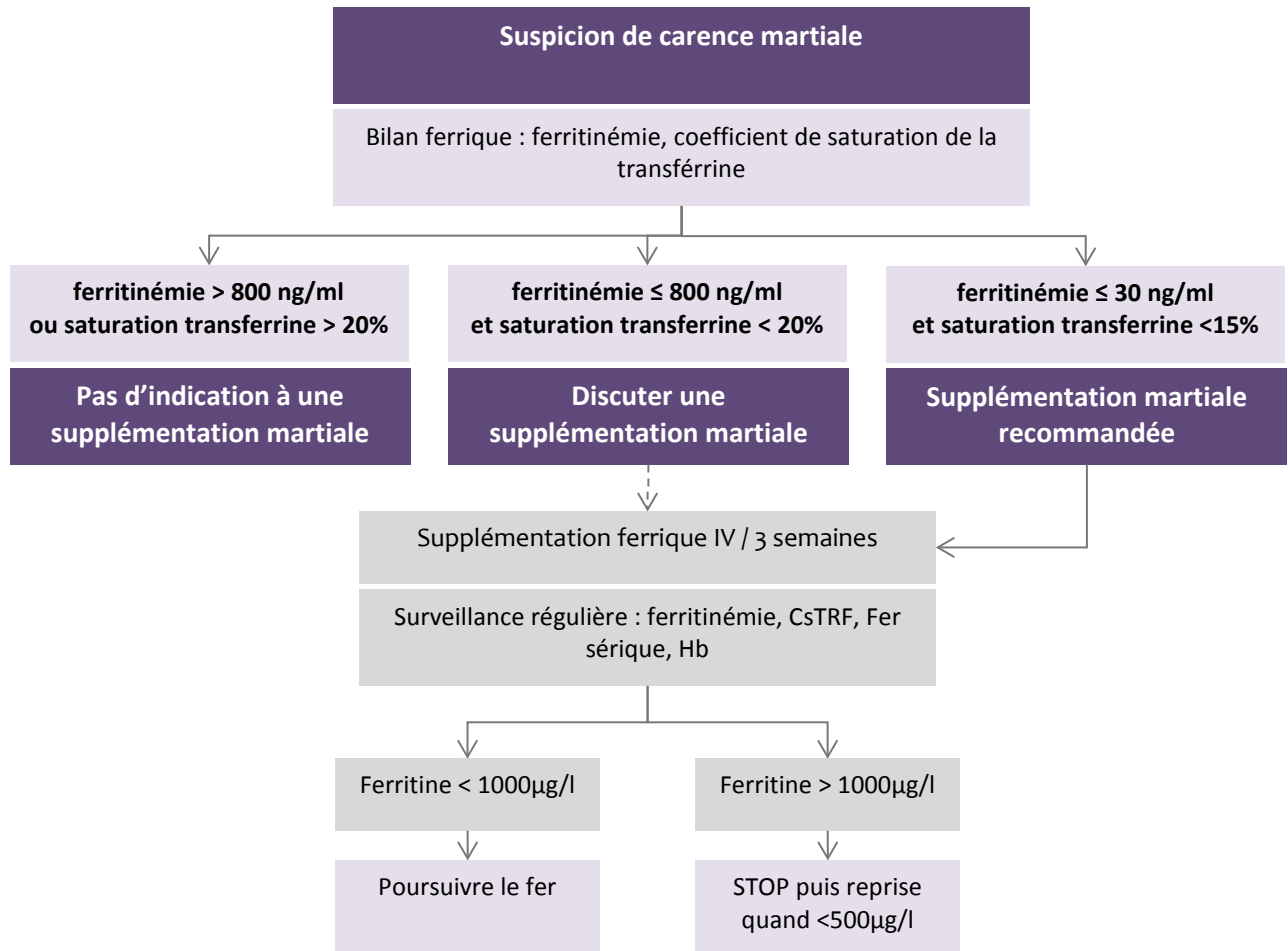 Suspicion de carence martiale
Bilan ferrique : ferritinémie, coefficient de saturation de la
transférrine
ferritinémie > 800 ng/ml
ou saturation transferrine > 20%
Pas d’indication à une
supplémentation martiale
ferritinémie ≤ 800 ng/ml
et saturation transferrine < 20%
Discuter une
supplémentation martiale
ferritinémie ≤ 30 ng/ml
et saturation transferrine <15%
Supplémentation martiale
recommandée
Supplémentation ferrique IV / 3 semaines
Surveillance régulière : ferritinémie, CsTRF, Fer
sérique, Hb
Ferritine < 1000µg/l
Poursuivre le fer
Ferritine > 1000µg/l
STOP puis reprise
quand <500µg/l